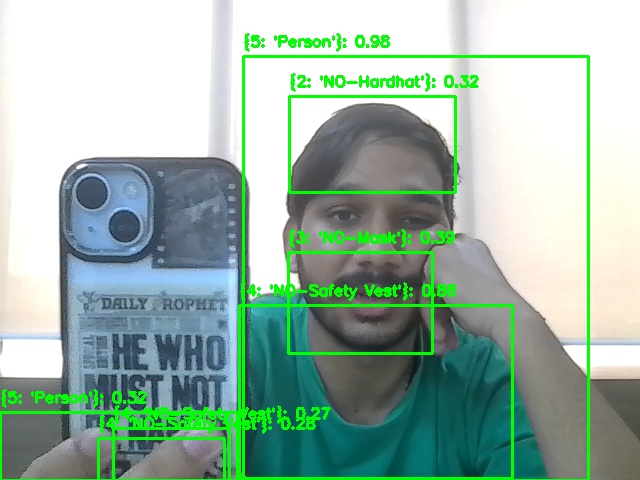 {5: 'Person'}: 0.98
{2: 'NO-Hardhat'}: 0.32
{3: 'NO-Mask'}: 0.39
{4: 'NO-Safety Vest'}: 0.86
DAILY PROPHET
HE WHO
MUST NOT
{5: 'Person'}: 0.32
{4: 'NO-Safety Vest'}: 0.27
{4: 'NO-Safety Vest'}: 0.28